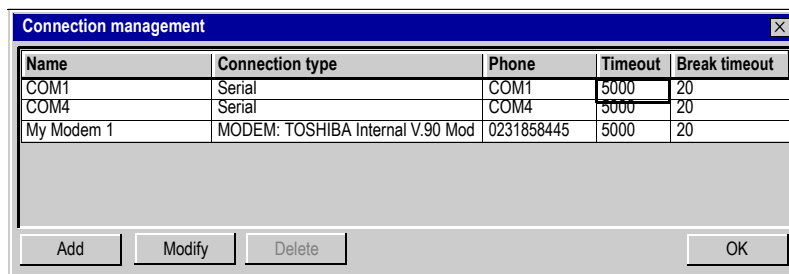 Connection management
Name Connection type Phone Timeout Break timeout
COM1 Serial COM1 5000 20
COM4 Serial COM4 5000 20
My Modem 1 MODEM: TOSHIBA Internal V.90 Mod 0231858445 5000 20
Add Modify Delete OK